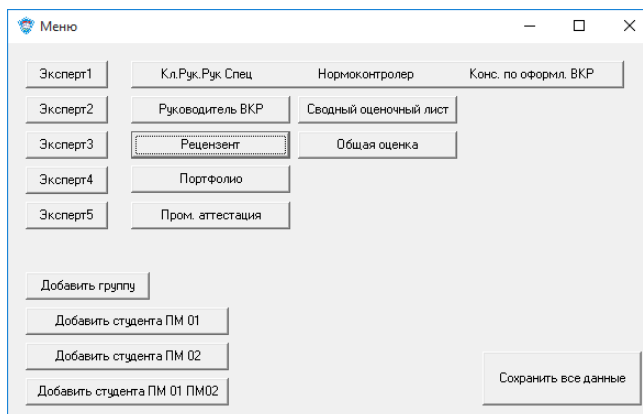 Меню
Эксперт1 Кл.Рук.Рук Спец Нормоконтролер Конс. по оформл. ВКР
Эксперт2 Руководитель ВКР Сводный оценочный лист
Эксперт3 Рецензент Общая оценка
Эксперт4 Портфолио
Эксперт5 Пром. аттестация
Добавить группу
Добавить студента ПМ 01
Добавить студента ПМ 02
Добавить студента ПМ 01 ПМ02
Сохранить все данные